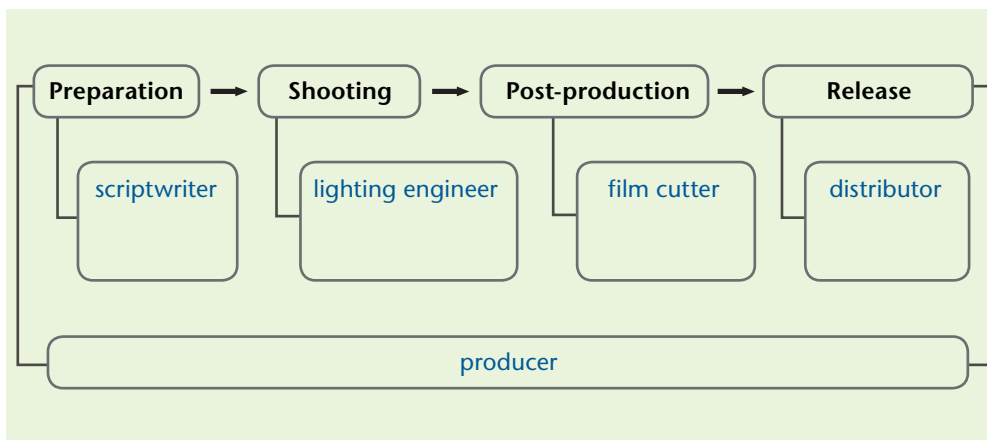 Preparation
Shooting
Post-production
Release
scriptwriter
lighting engineer
film cutter
distributor
producer